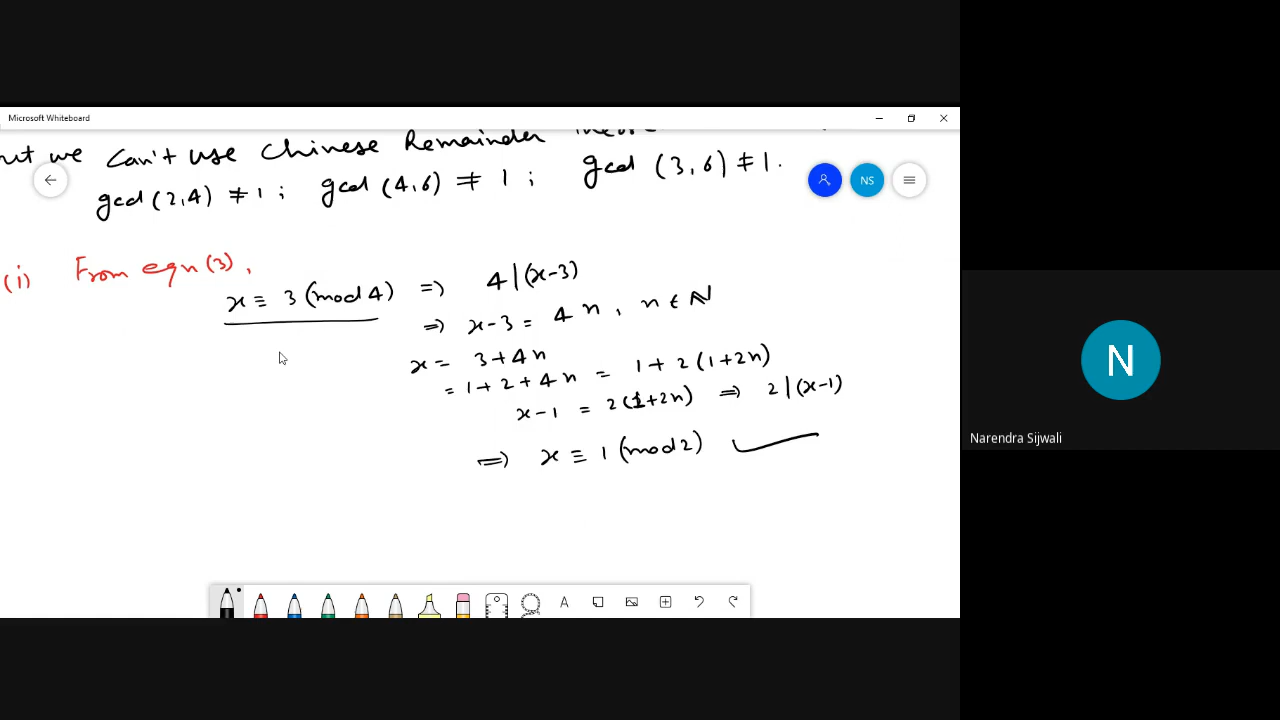 Microsoft Whiteboard
but we can't use Chinese Remainder
gcd (2,4) ≠ 1 ; gcd (4,6) ≠ 1 ; gcd (3,6) ≠ 1.
NS
(i) From eqn (3),
x ≡ 3 (mod 4) => 4 | (x-3)
=> x-3 = 4n, n ∈ ℕ
x = 3+4n
= 1+2+4n = 1+2(1+2n)
x-1 = 2(1+2n) => 2 | (x-1)
=> x ≡ 1 (mod 2)
N
Narendra Sijwali
A